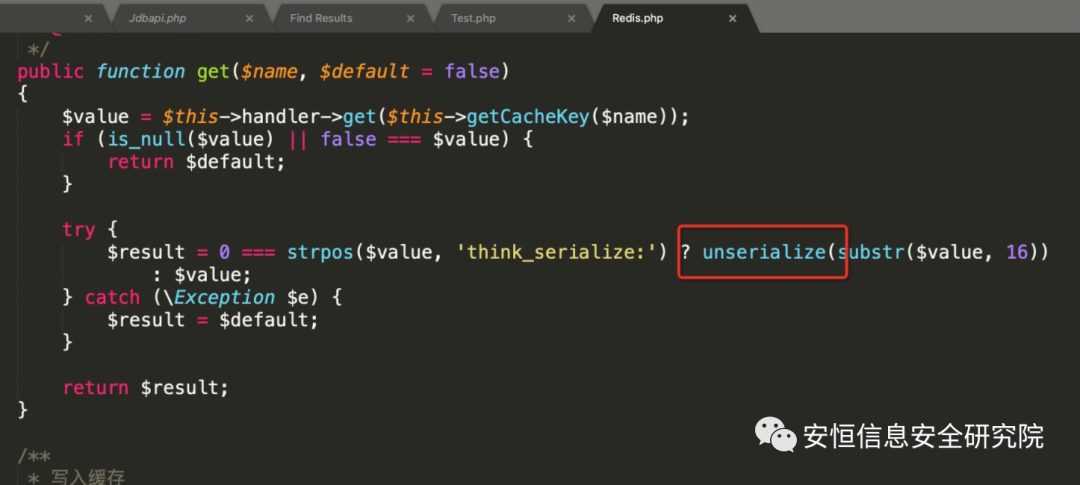 Jdbapi.php
Find Results
Test.php
Redis.php
*/
public function get($name, $default = false)
{
$value = $this->handler->get($this->getCacheKey($name));
if (is_null($value) || false === $value) {
return $default;
}
try {
$result = 0 === strpos($value, 'think_serialize:') ? unserialize(substr($value, 16))
: $value;
} catch (\Exception $e) {
$result = $default;
}
return $result;
}
/**
* 写入缓存
安恒信息安全研究院